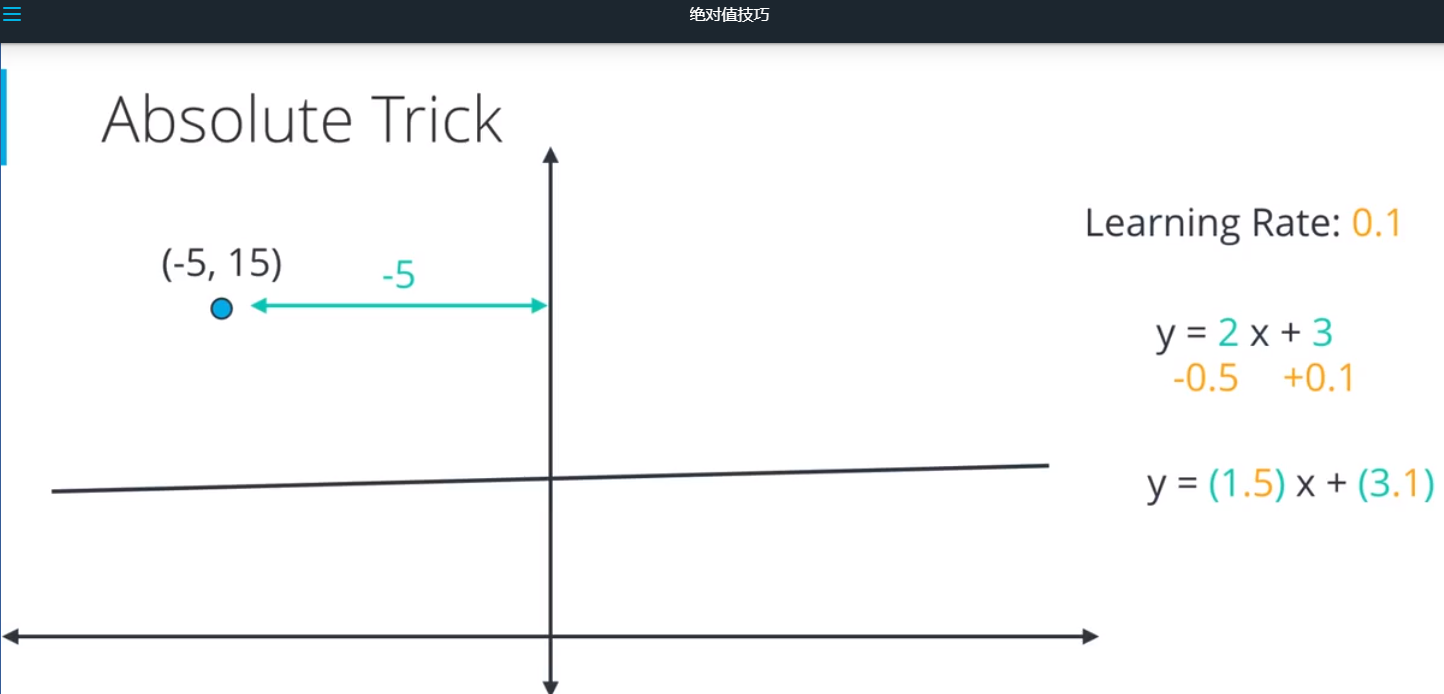 绝对值技巧
Absolute Trick
Learning Rate: 0.1
(-5, 15)
-5
y = 2 x + 3
-0.5 +0.1
y = (1.5) x + (3.1)